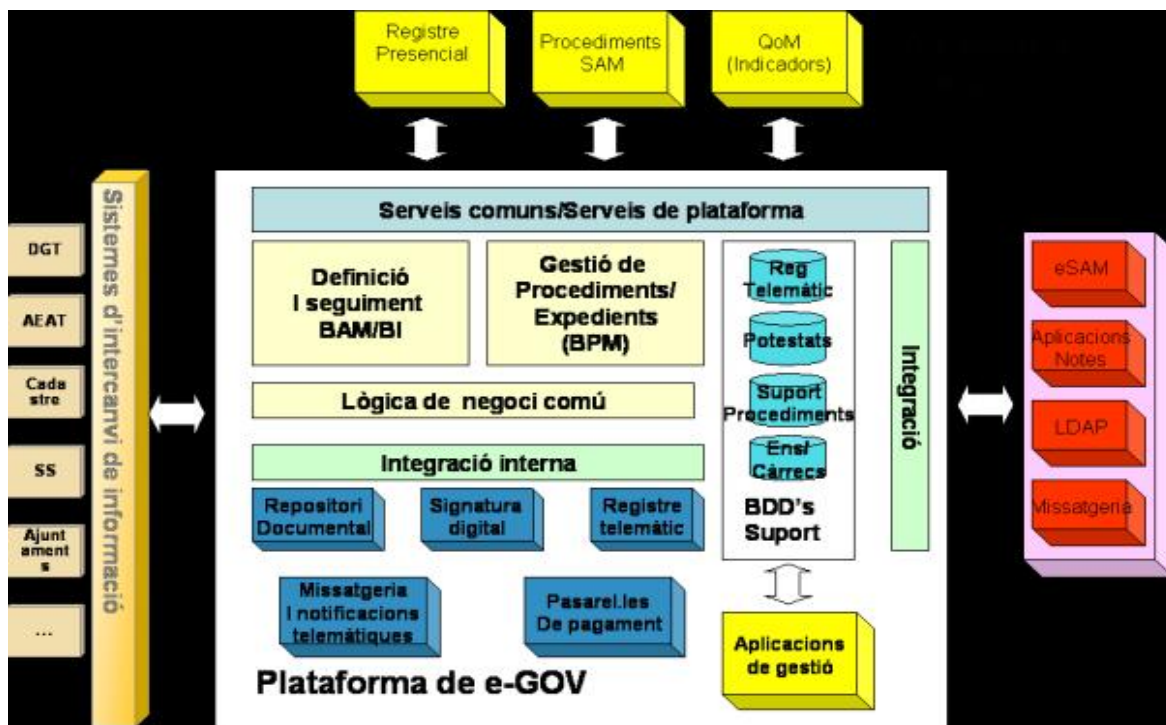 Registre
Presencial
Procediments
SAM
QoM
(Indicadors)
Sistemes d'intercanvi de informació
DGT
AEAT
Cada
stre
SS
Ajunt
ament
s
...
Serveis comuns/Serveis de plataforma
Definició
I seguiment
BAM/BI
Gestió de
Procediments/
Expedients
(BPM)
Lògica de negoci comú
Integració interna
Repositori
Documental
Signatura
digital
Registre
telemàtic
Missatgeria
I notificacions
telemàtiques
Pasarel.les
De pagament
Plataforma de e-GOV
Reg
Telemàtic
Potestats
Suport
Procediments
Ens/
Càrrecs
BDD's
Suport
Aplicacions
de gestió
Integració
eSAM
Aplicacions
Notes
LDAP
Missatgeria